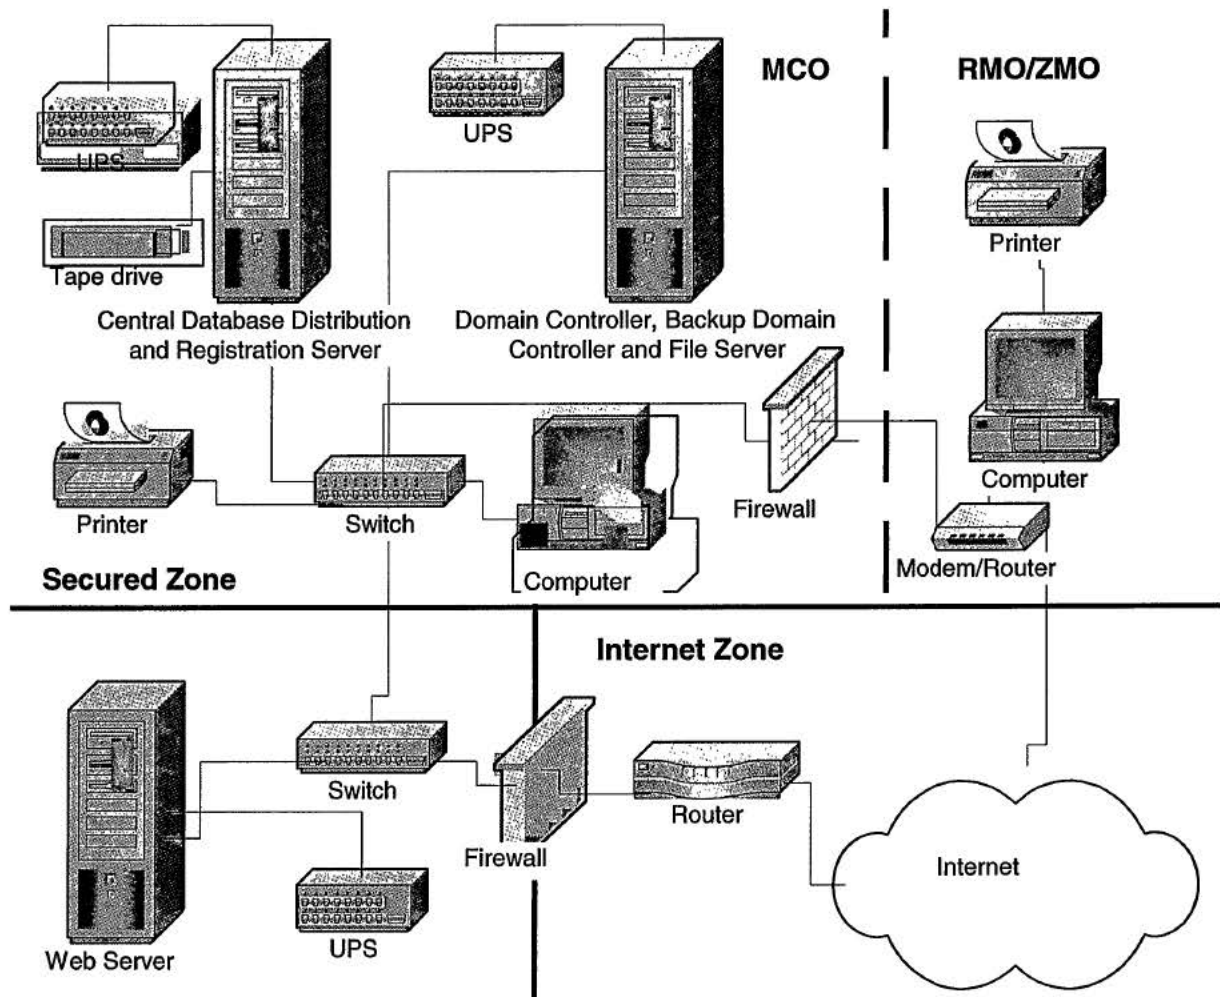 MCO
RMO/ZMO
UPS
UPS
Tape drive
Printer
Central Database Distribution
and Registration Server
Domain Controller, Backup Domain
Controller and File Server
Printer
Switch
Computer
Firewall
Computer
Modem/Router
Secured Zone
Internet Zone
Switch
Firewall
Router
Internet
Web Server
UPS